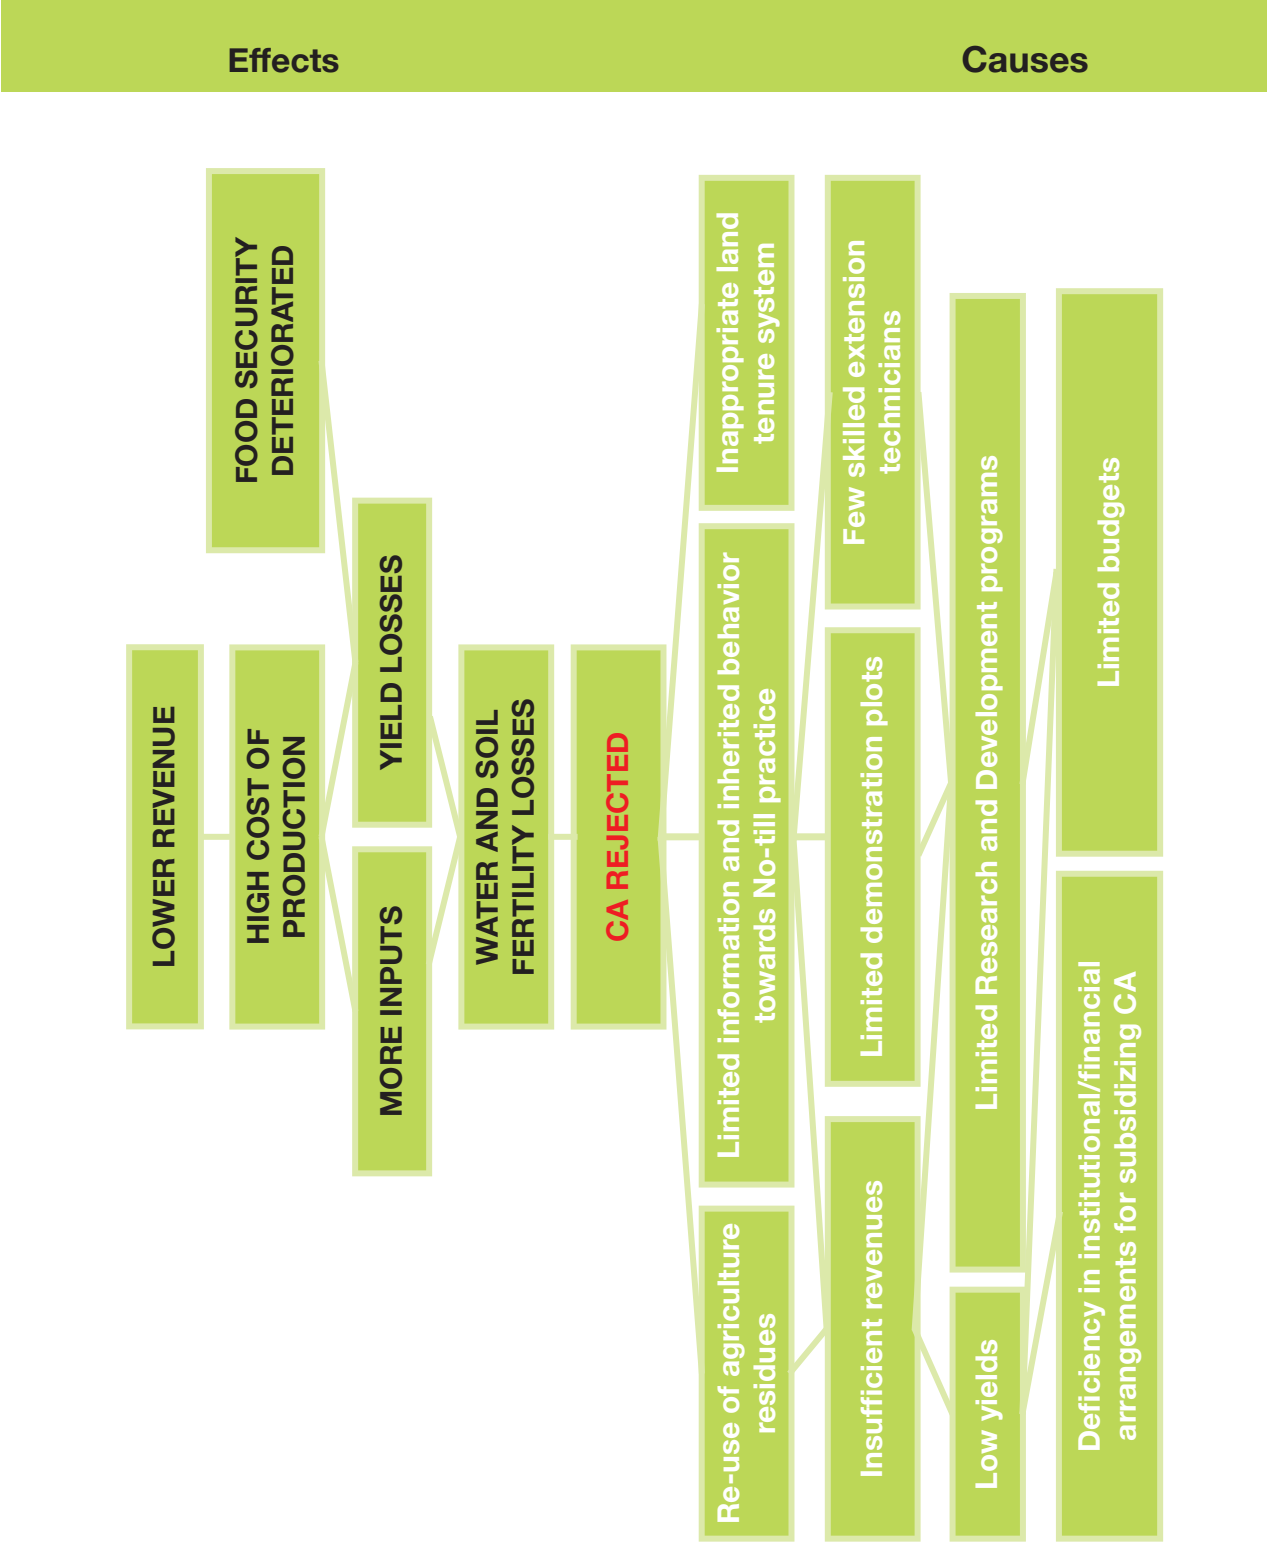 Effects
Causes
LOWER REVENUE
HIGH COST OF
PRODUCTION
FOOD SECURITY
DETERIORATED
MORE INPUTS
YIELD LOSSES
WATER AND SOIL
FERTILITY LOSSES
CA REJECTED
Re-use of agriculture
residues
Limited information and inherited behavior
towards No-till practice
Inappropriate land
tenure system
Insufficient revenues
Limited demonstration plots
Few skilled extension
technicians
Low yields
Limited Research and Development programs
Deficiency in institutional/financial
arrangements for subsidizing CA
Limited budgets